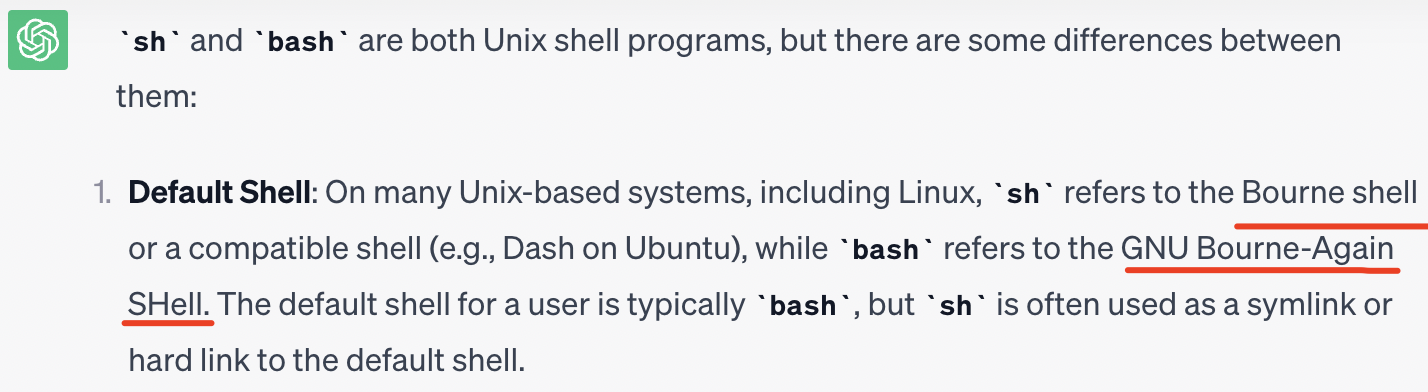 `sh` and `bash` are both Unix shell programs, but there are some differences between
them:
1. Default Shell: On many Unix-based systems, including Linux, `sh` refers to the Bourne shell
or a compatible shell (e.g., Dash on Ubuntu), while `bash` refers to the GNU Bourne-Again
SHell. The default shell for a user is typically `bash`, but `sh` is often used as a symlink or
hard link to the default shell.